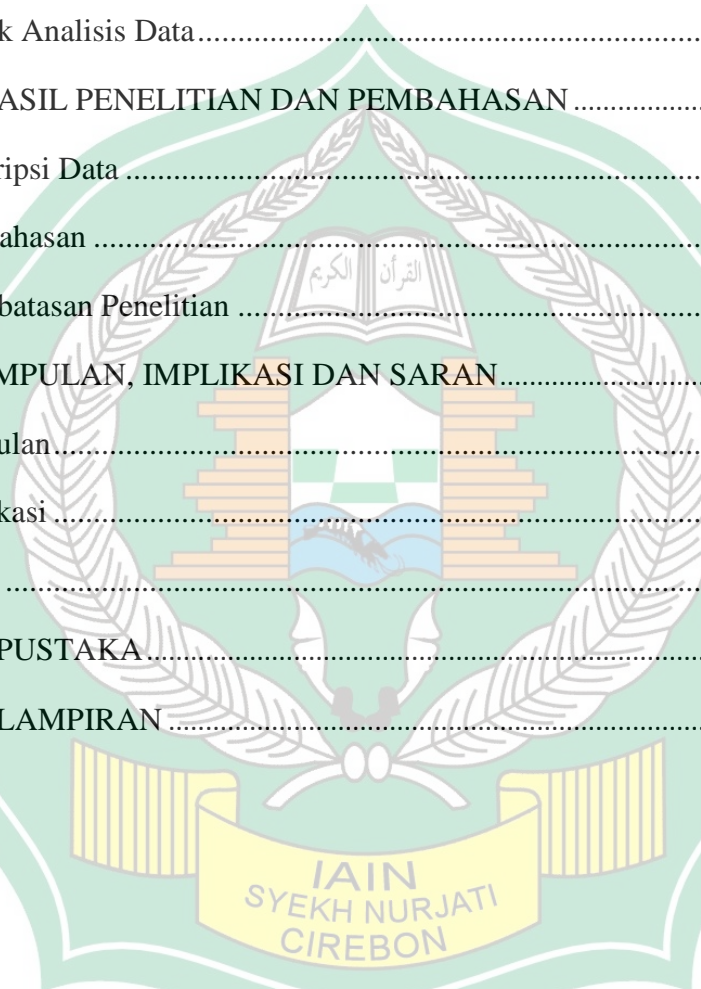 k Analisis Data........................................................................
ASIL PENELITIAN DAN PEMBAHASAN ..................
ripsi Data ........................................................................
ahasan ............................................................................
القرآن الكريم
batasan Penelitian ..........................................................
MPULAN, IMPLIKASI DAN SARAN..........................
ulan.................................................................................
kasi .................................................................................
.......................................................................................
PUSTAKA......................................................................
LAMPIRAN ...................................................................
IAIN
SYEKH NURJATI
CIREBON